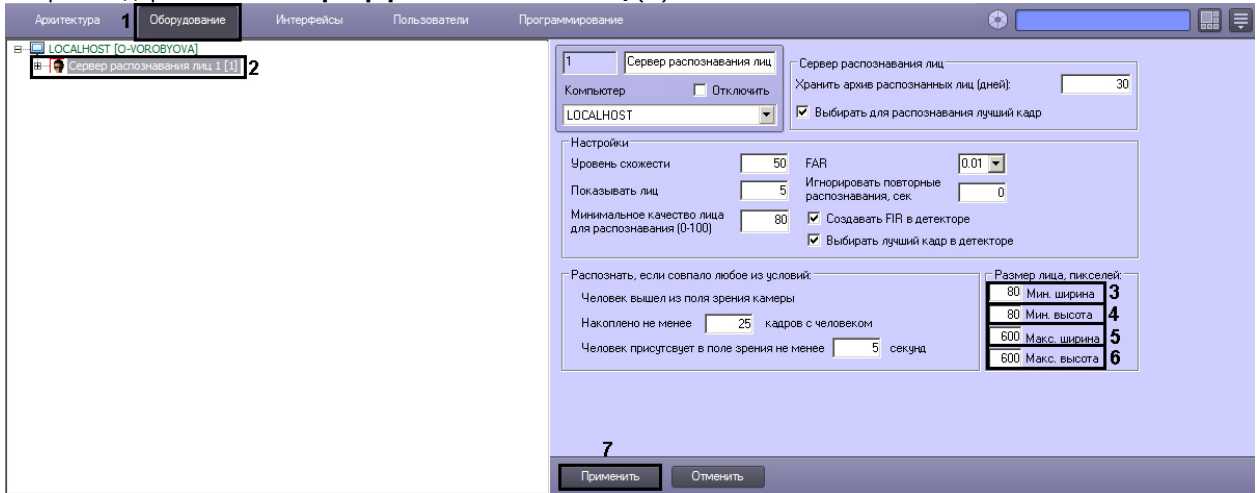 Архитектура 1 Оборудование Интерфейсы Пользователи Программирование
LOCALHOST [O-VOROBYOVA]
Сервер распознавания лиц 1 [1] 2
1 Сервер распознавания лиц
Компьютер Отключить
LOCALHOST
Сервер распознавания лиц
Хранить архив распознанных лиц (дней): 30
Выбирать для распознавания лучший кадр
Настройки
Уровень схожести 50
Показывать лиц 5
Минимальное качество лица
для распознавания (0-100) 80
FAR 0.01
Игнорировать повторные
распознавания, сек 0
Создавать FIR в детекторе
Выбирать лучший кадр в детекторе
Распознать, если совпало любое из условий:
Человек вышел из поля зрения камеры
Накоплено не менее 25 кадров с человеком
Человек присутсвует в поле зрения не менее 5 секунд
Размер лица, пикселей:
80 Мин. ширина 3
80 Мин. высота 4
600 Макс. ширина 5
600 Макс. высота 6
7
Применить Отменить